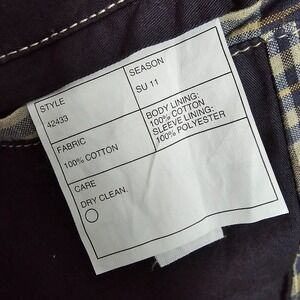 STYLE
42433
SEASON
SU 11
FABRIC
100% COTTON
BODY LINING:
100% COTTON
SLEEVE LINING:
100% POLYESTER
CARE
DRY CLEAN.